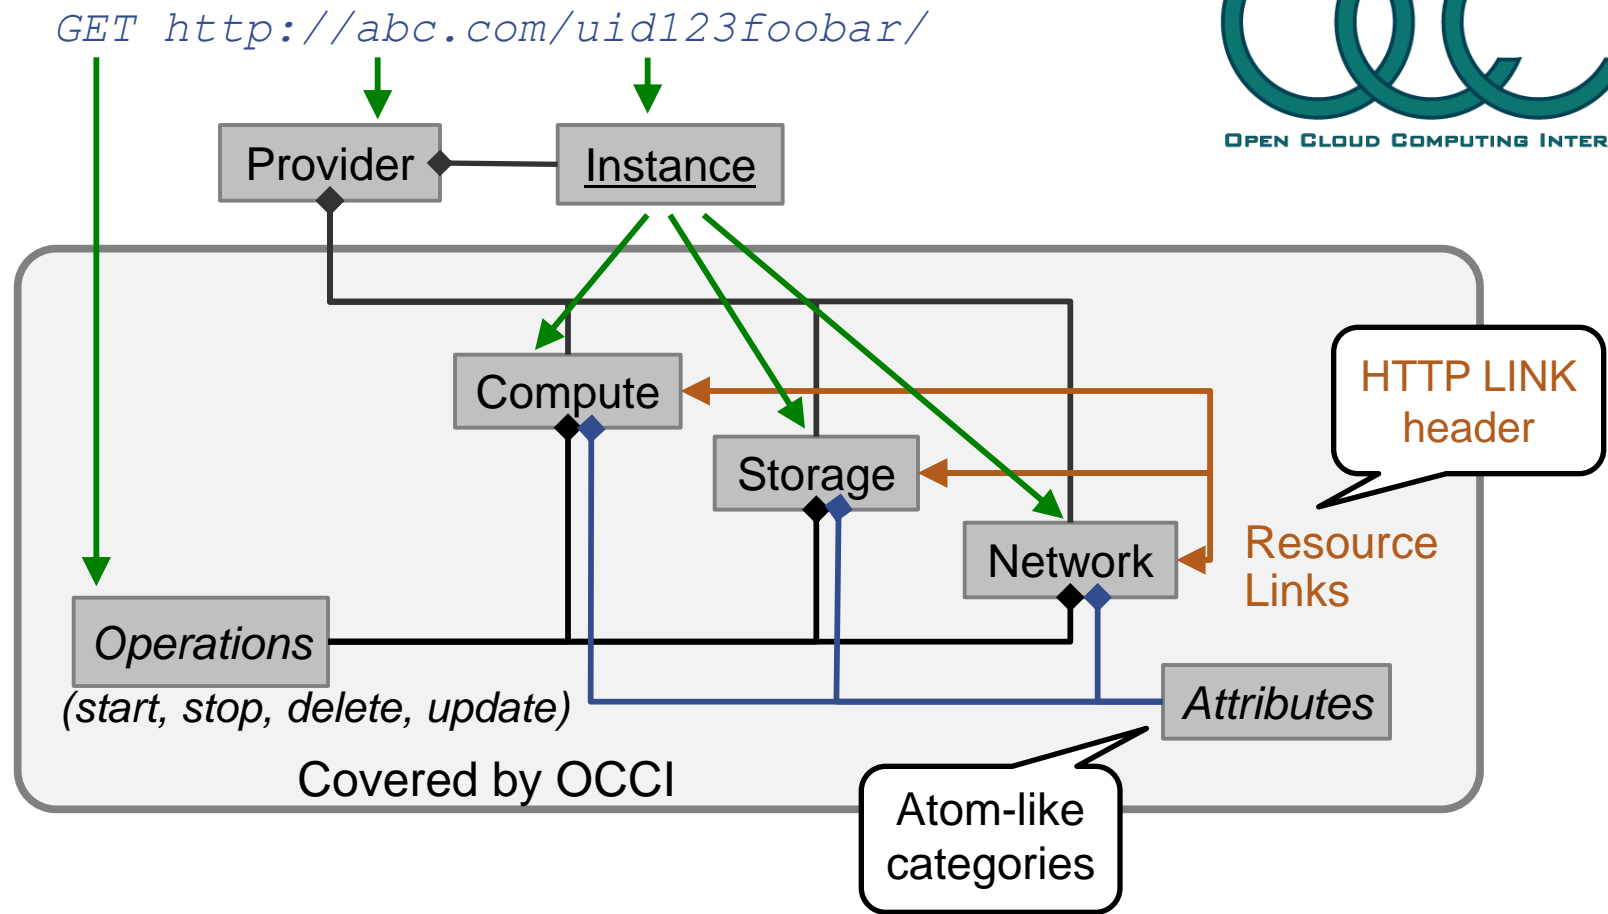 GET http://abc.com/uid123foobar/
OPEN CLOUD COMPUTING INTER
Provider
Instance
Compute
HTTP LINK
header
Storage
Network
Resource
Links
Operations
(start, stop, delete, update)
Attributes
Covered by OCCI
Atom-like
categories